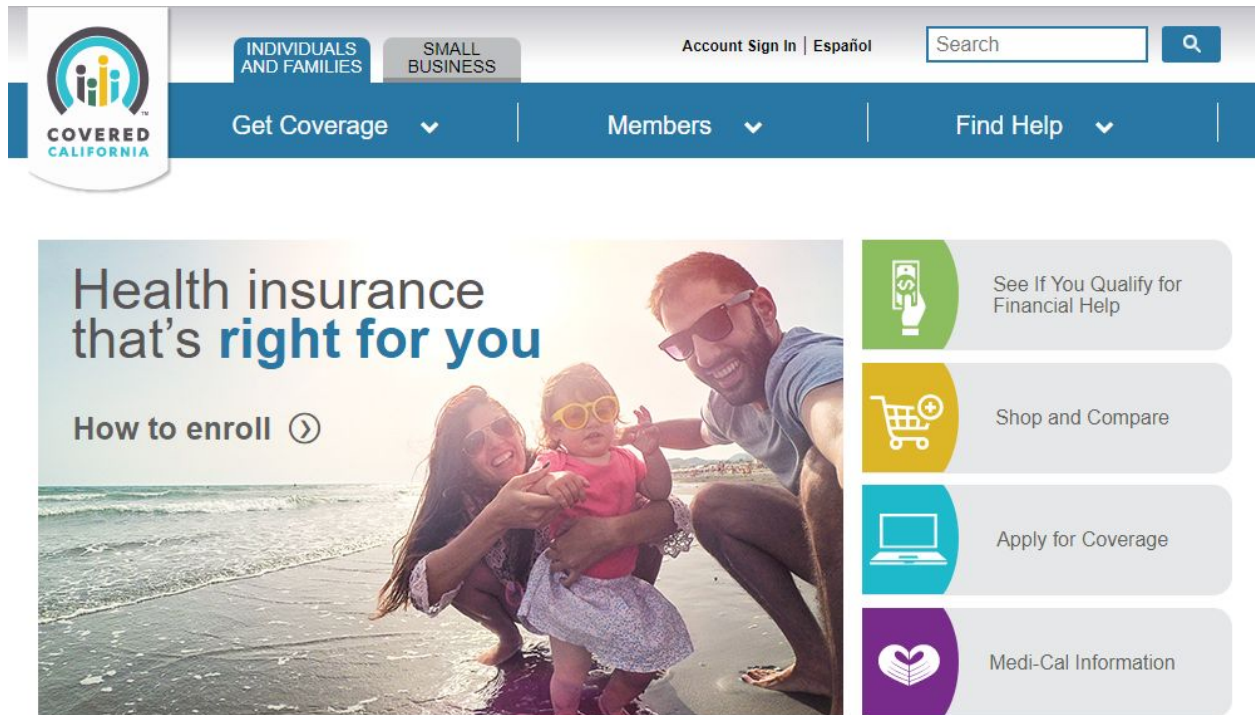 INDIVIDUALS
AND FAMILIES
SMALL
BUSINESS
Account Sign In | Español
Search
COVERED
CALIFORNIA
TM
Get Coverage
Members
Find Help
Health insurance
that's right for you
How to enroll
See If You Qualify for
Financial Help
Shop and Compare
Apply for Coverage
Medi-Cal Information